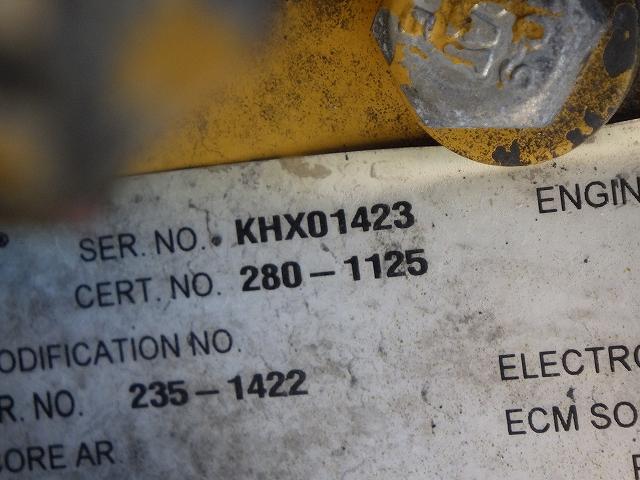 SER. NO. KHX01423
ENGIN
CERT. NO. 280-1125
ODIFICATION NO.
R. NO. 235-1422
ELECTRO
CORE AR
ECM SO